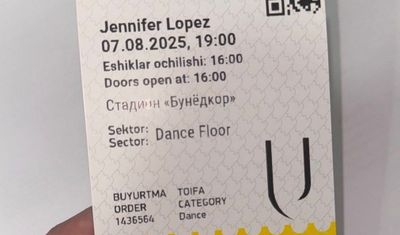 Jennifer Lopez
07.08.2025, 19:00
Eshiklar ochilishi: 16:00
Doors open at: 16:00
Стадион «Бунёдкор»
Sektor:
Sector: Dance Floor
BUYURTMA TOIFA
ORDER CATEGORY
1436564 Dance